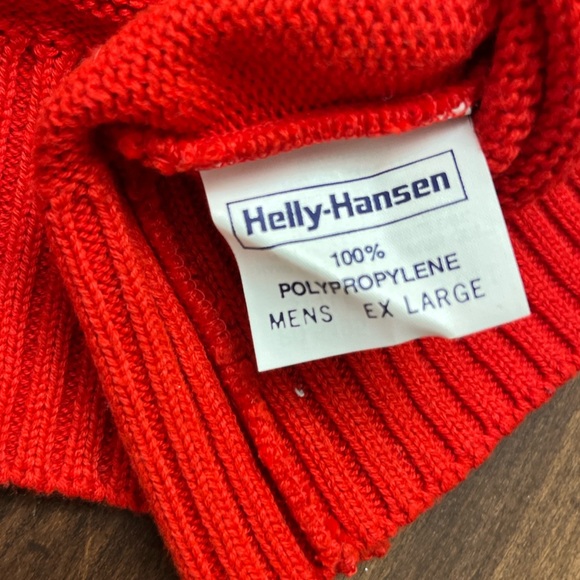 Helly-Hansen
100%
POLYPROPYLENE
MENS EX LARGE